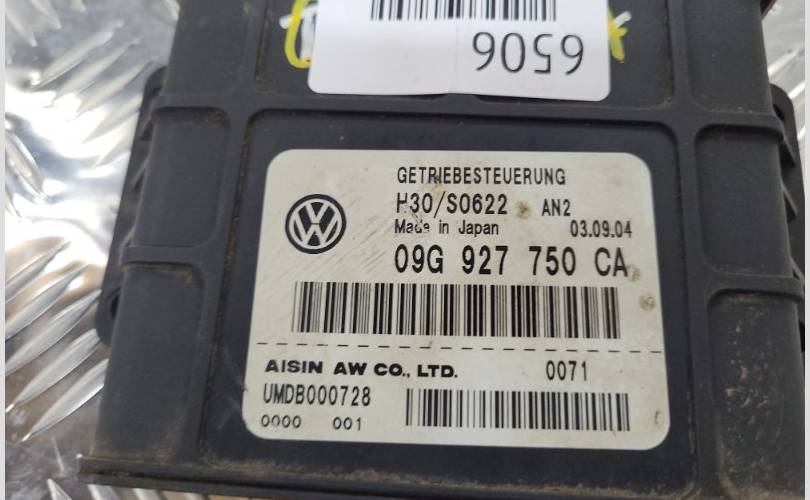 6506
GETRIEBESTEUERUNG
H30/S0622 AN2
Made in Japan 03.09.04
09G 927 750 CA
AISIN AW CO., LTD. 0071
UMDB000728
0000 001